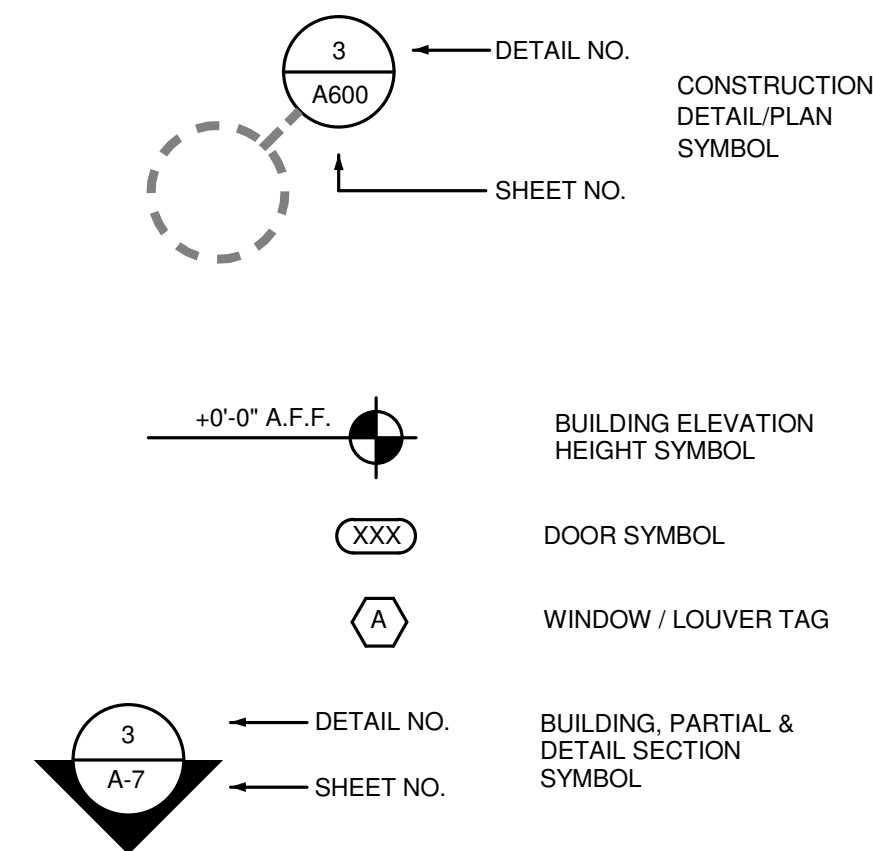 3
DETAIL NO.
A600
CONSTRUCTION
DETAIL/PLAN
SYMBOL
SHEET NO.
+0'-0" A.F.F.
BUILDING ELEVATION
HEIGHT SYMBOL
XXX
DOOR SYMBOL
A
WINDOW / LOUVER TAG
3
DETAIL NO.
A-7
SHEET NO.
BUILDING, PARTIAL &
DETAIL SECTION
SYMBOL